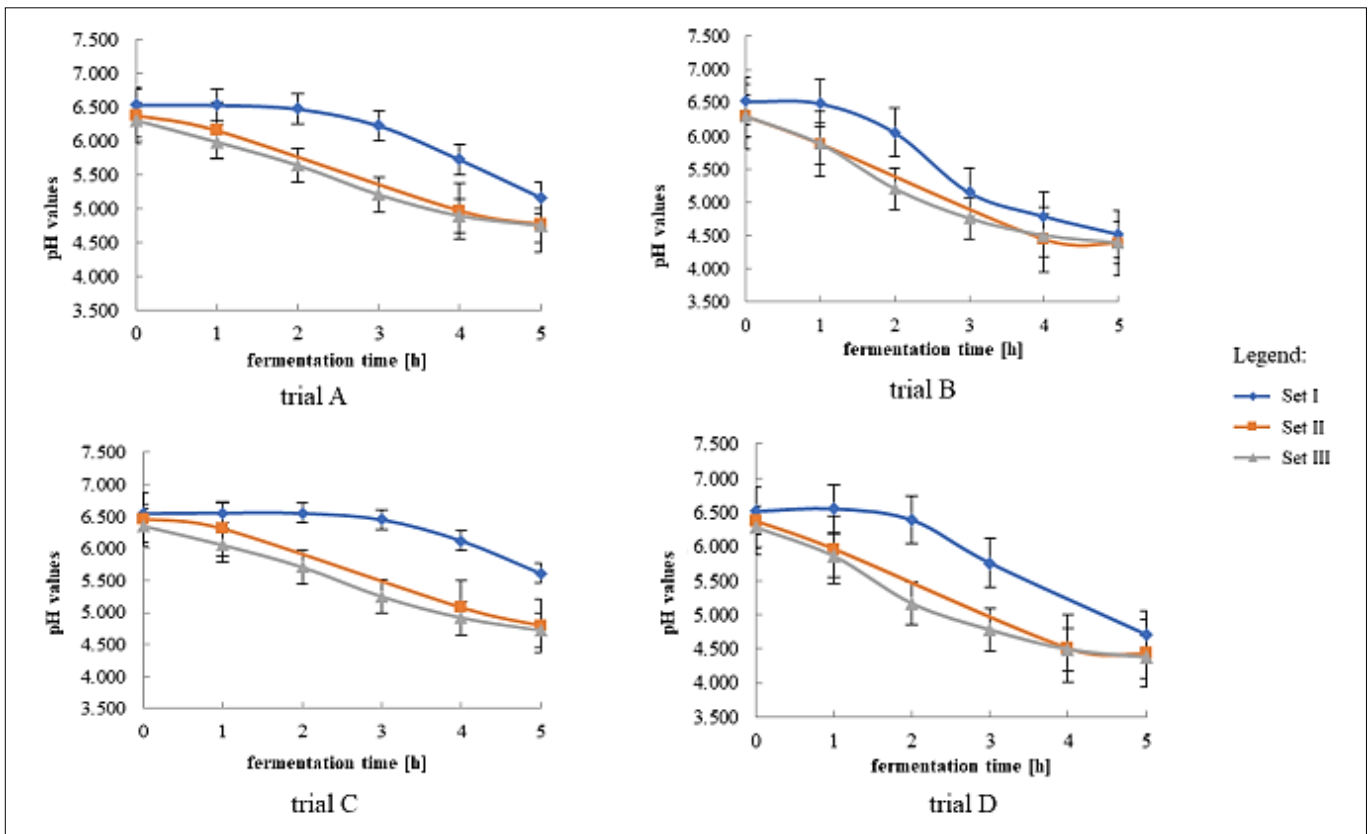 7.500
7.000
6.500
6.000
5.500
5.000
4.500
4.000
3.500
pH values
0 1 2 3 4 5
fermentation time [h]
trial A
7.500
7.000
6.500
6.000
5.500
5.000
4.500
4.000
3.500
pH values
0 1 2 3 4 5
fermentation time [h]
trial B
Legend:
Set I
Set II
Set III
7.500
7.000
6.500
6.000
5.500
5.000
4.500
4.000
3.500
pH values
0 1 2 3 4 5
fermentation time [h]
trial C
7.500
7.000
6.500
6.000
5.500
5.000
4.500
4.000
3.500
pH values
0 1 2 3 4 5
fermentation time [h]
trial D